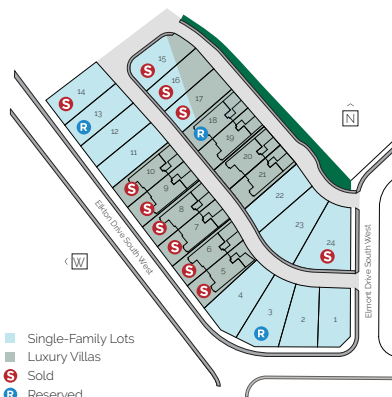 14
S
15
S
13
R
16
S
12
17
S
18
R
11
19
10
S
20
9
S
21
8
S
7
22
S
6
23
S
5
S
24
S
4
3
R
2
1
N
W
Elkton Drive South West
Elmont Drive South West
Single-Family Lots
Luxury Villas
S Sold
R Reserved